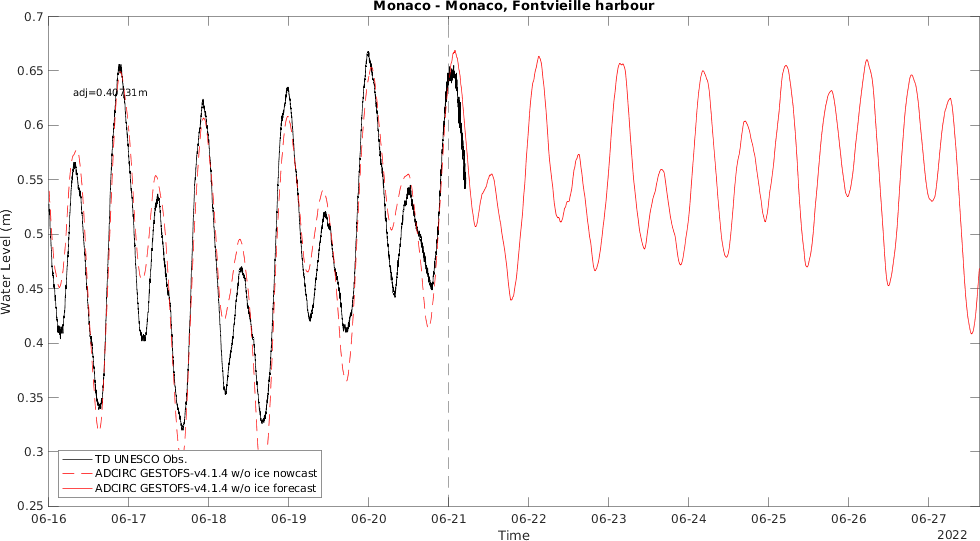 Monaco - Monaco, Fontvieille harbour
0.7
0.65
adj=0.40731m
0.6
0.55
0.5
0.45
0.4
0.35
0.3
0.25
Water Level (m)
TD UNESCO Obs.
ADCIRC GESTOFS-v4.1.4 w/o ice nowcast
ADCIRC GESTOFS-v4.1.4 w/o ice forecast
06-16 06-17 06-18 06-19 06-20 06-21 06-22 06-23 06-24 06-25 06-26 06-27
Time
2022